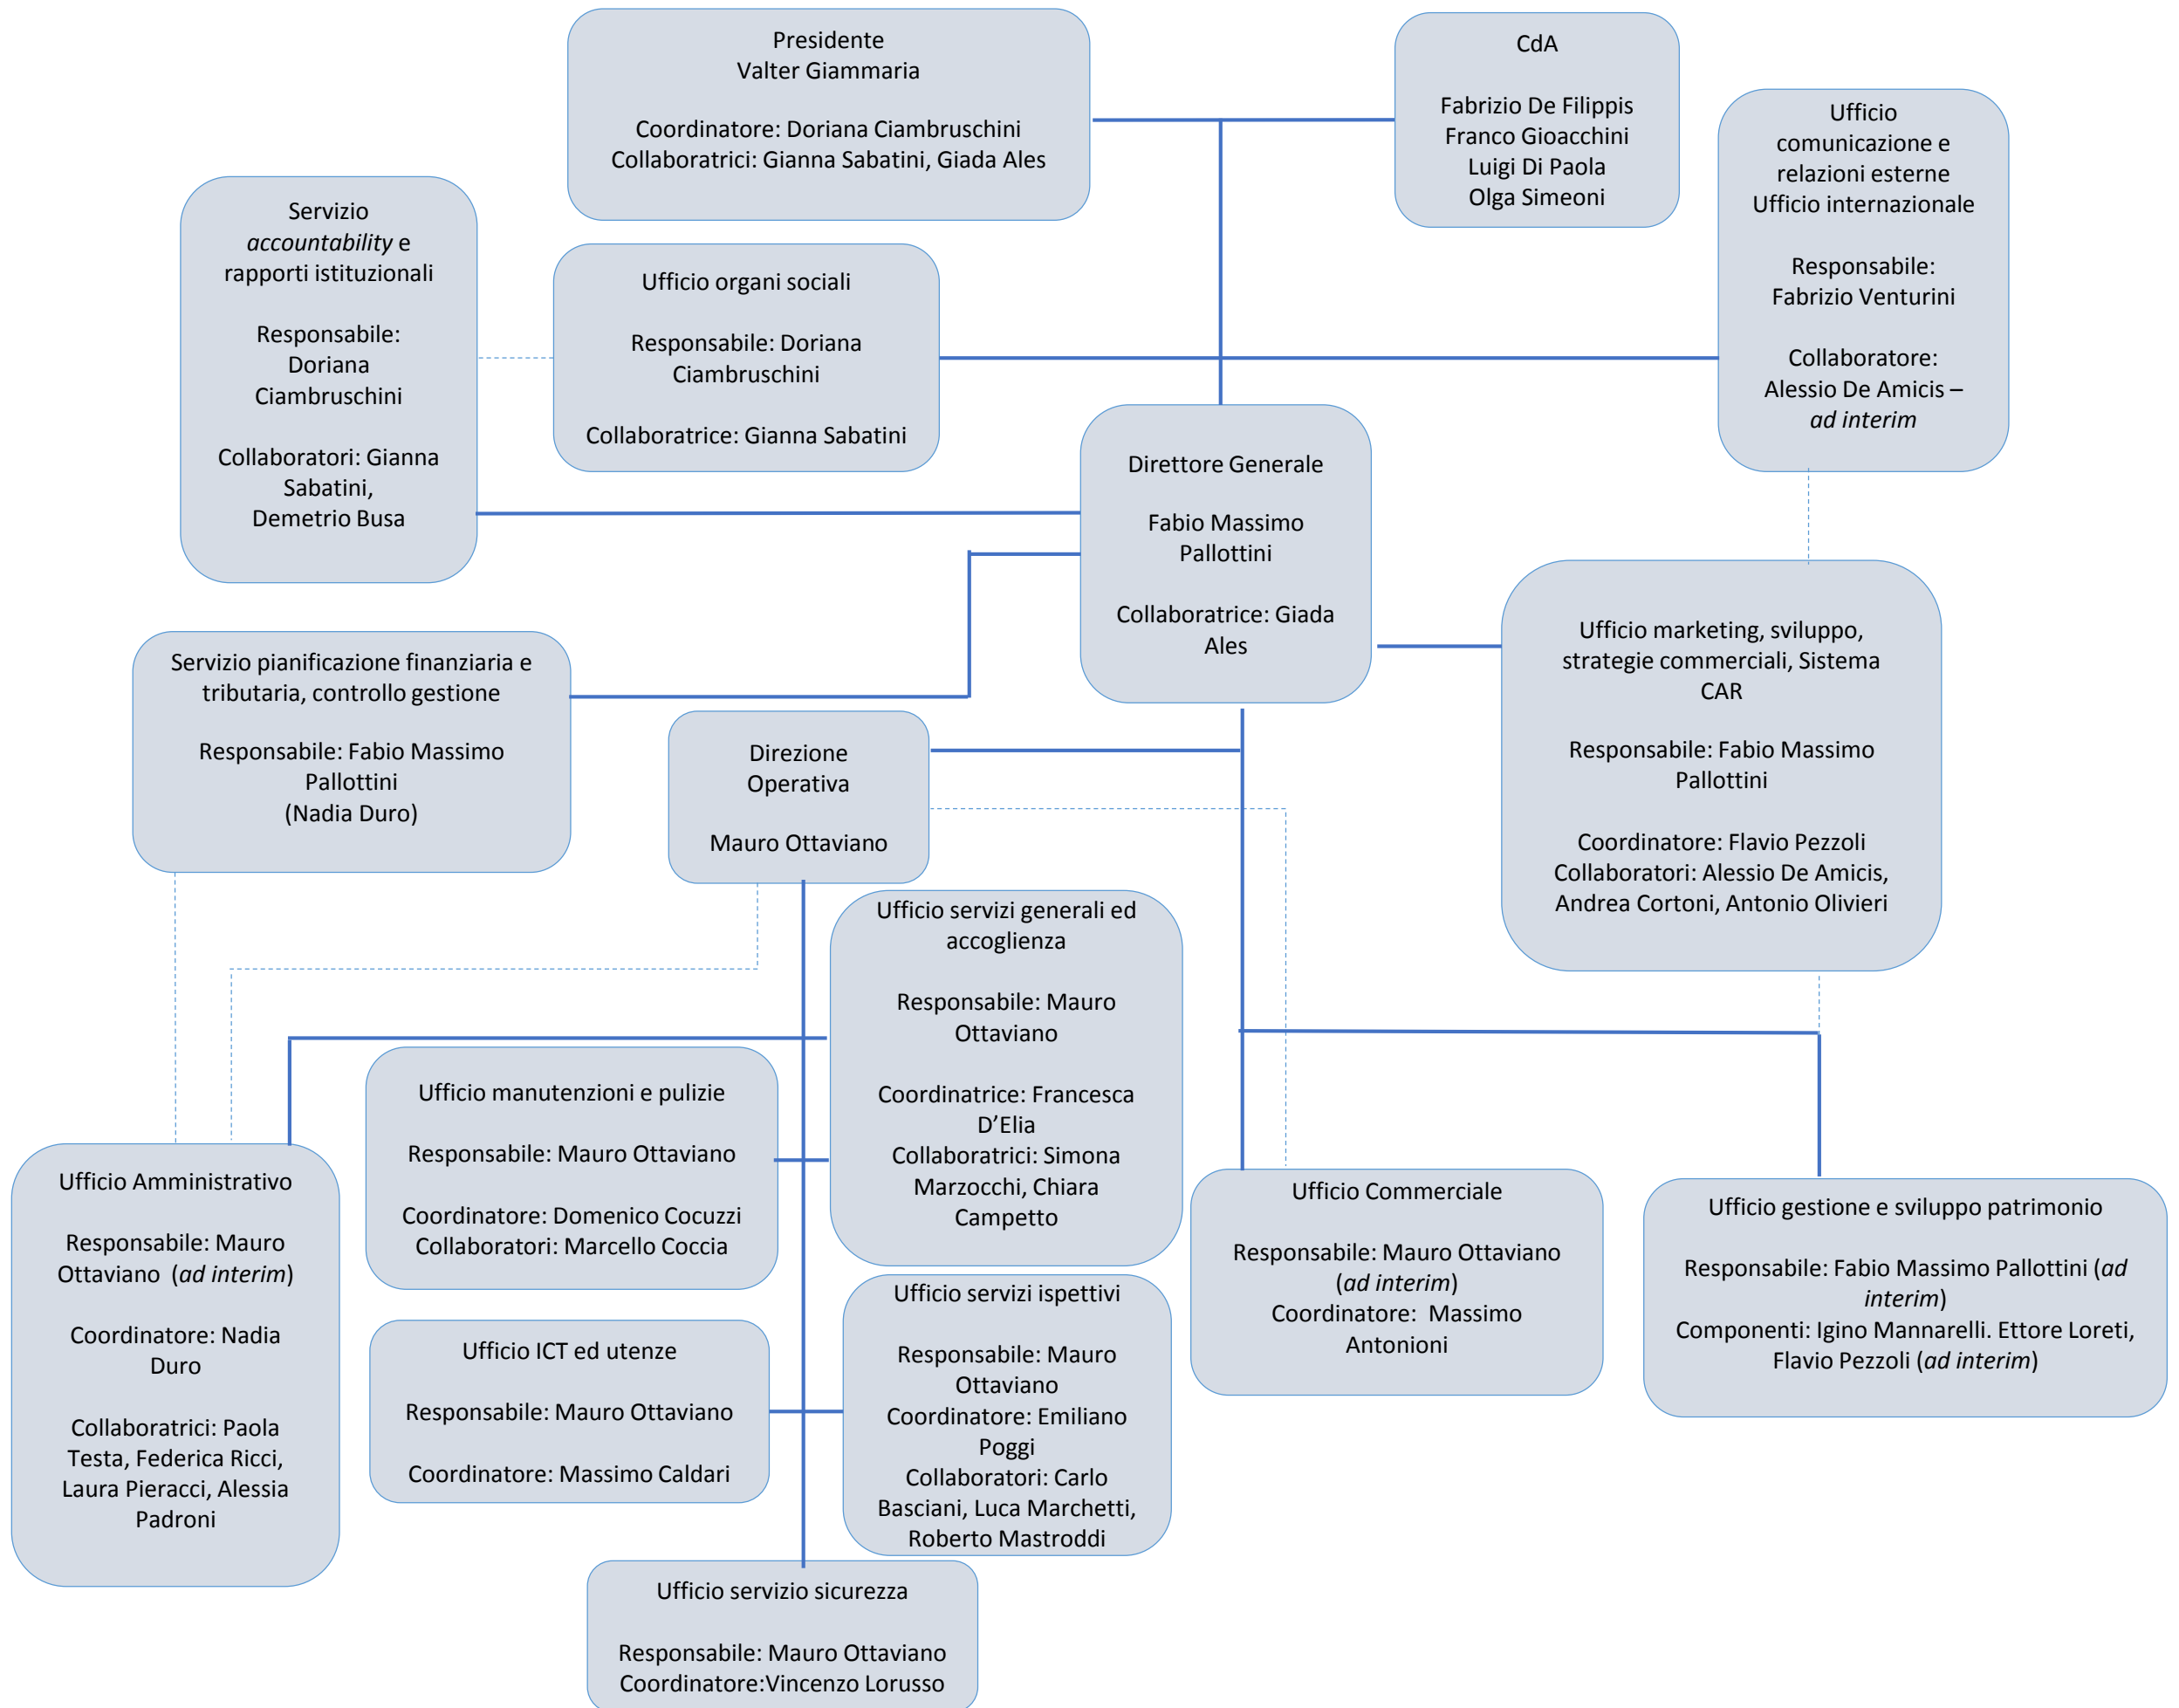 Presidente
Valter Giammaria
Coordinatore: Doriana Ciambruschini
Collaboratrici: Gianna Sabatini, Giada Ales
CdA
Fabrizio De Filippis
Franco Gioacchini
Luigi Di Paola
Olga Simeoni
Ufficio
comunicazione e
relazioni esterne
Ufficio internazionale
Responsabile:
Fabrizio Venturini
Collaboratore:
Alessio De Amicis –
ad interim
Servizio
accountability e
rapporti istituzionali
Responsabile:
Doriana
Ciambruschini
Collaboratori: Gianna
Sabatini,
Demetrio Busa
Ufficio organi sociali
Responsabile: Doriana
Ciambruschini
Collaboratrice: Gianna Sabatini
Direttore Generale
Fabio Massimo
Pallottini
Collaboratrice: Giada
Ales
Servizio pianificazione finanziaria e
tributaria, controllo gestione
Responsabile: Fabio Massimo
Pallottini
(Nadia Duro)
Direzione
Operativa
Mauro Ottaviano
Ufficio marketing, sviluppo,
strategie commerciali, Sistema
CAR
Responsabile: Fabio Massimo
Pallottini
Coordinatore: Flavio Pezzoli
Collaboratori: Alessio De Amicis,
Andrea Cortoni, Antonio Olivieri
Ufficio servizi generali ed
accoglienza
Responsabile: Mauro
Ottaviano
Coordinatrice: Francesca
D’Elia
Collaboratrici: Simona
Marzocchi, Chiara
Campetto
Ufficio manutenzioni e pulizie
Responsabile: Mauro Ottaviano
Coordinatore: Domenico Cocuzzi
Collaboratori: Marcello Coccia
Ufficio Amministrativo
Responsabile: Mauro
Ottaviano  (ad interim)
Coordinatore: Nadia
Duro
Collaboratrici: Paola
Testa, Federica Ricci,
Laura Pieracci, Alessia
Padroni
Ufficio ICT ed utenze
Responsabile: Mauro Ottaviano
Coordinatore: Massimo Caldari
Ufficio servizi ispettivi
Responsabile: Mauro
Ottaviano
Coordinatore: Emiliano
Poggi
Collaboratori: Carlo
Basciani, Luca Marchetti,
Roberto Mastroddi
Ufficio Commerciale
Responsabile: Mauro Ottaviano
(ad interim)
Coordinatore:  Massimo
Antonioni
Ufficio gestione e sviluppo patrimonio
Responsabile: Fabio Massimo Pallottini (ad
interim)
Componenti: Igino Mannarelli. Ettore Loreti,
Flavio Pezzoli (ad interim)
Ufficio servizio sicurezza
Responsabile: Mauro Ottaviano
Coordinatore:Vincenzo Lorusso